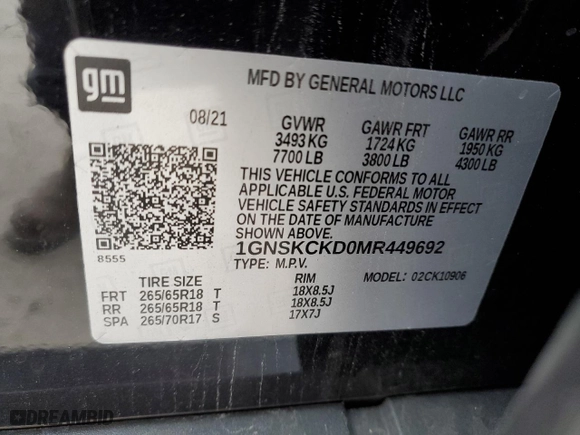 gm
MFD BY GENERAL MOTORS LLC
08/21 GVWR GAWR FRT GAWR RR
3493 KG 1724 KG 1950 KG
7700 LB 3800 LB 4300 LB
THIS VEHICLE CONFORMS TO ALL
APPLICABLE U.S. FEDERAL MOTOR
VEHICLE SAFETY STANDARDS IN EFFECT
ON THE DATE OF MANUFACTURE
SHOWN ABOVE.
8555 1GNSKCKD0MR449692
TYPE: M.P.V. MODEL: 02CK10906
TIRE SIZE RIM
FRT 265/65R18 T 18X8.5J
RR 265/65R18 T 18X8.5J
SPA 265/70R17 S 17X7J
DREAMBID